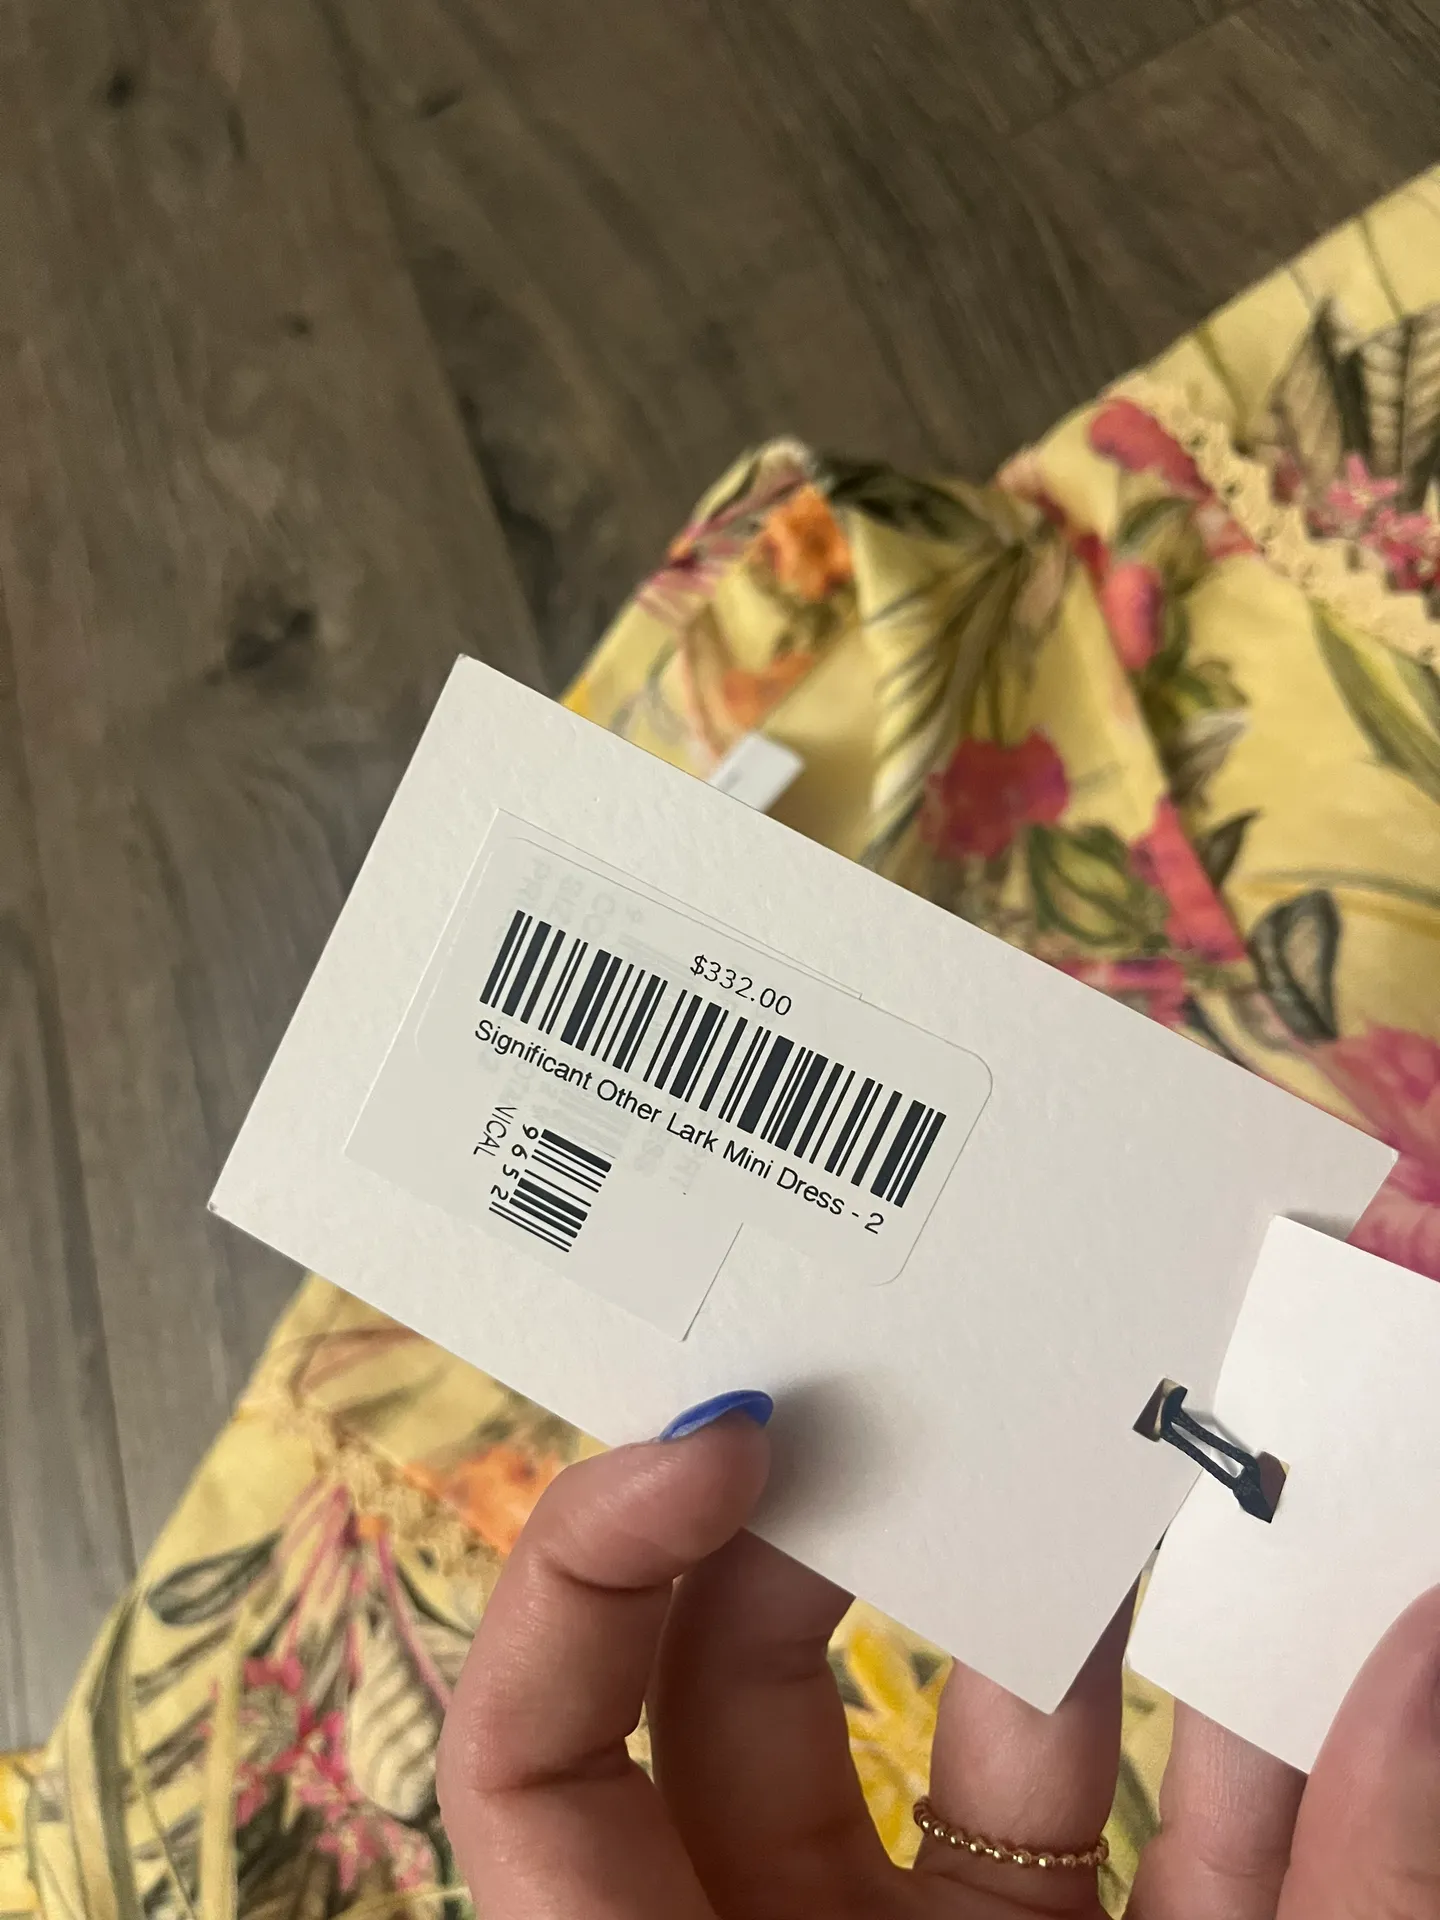 $332.00
Significant Other Lark Mini Dress - 2
VICAL
9652